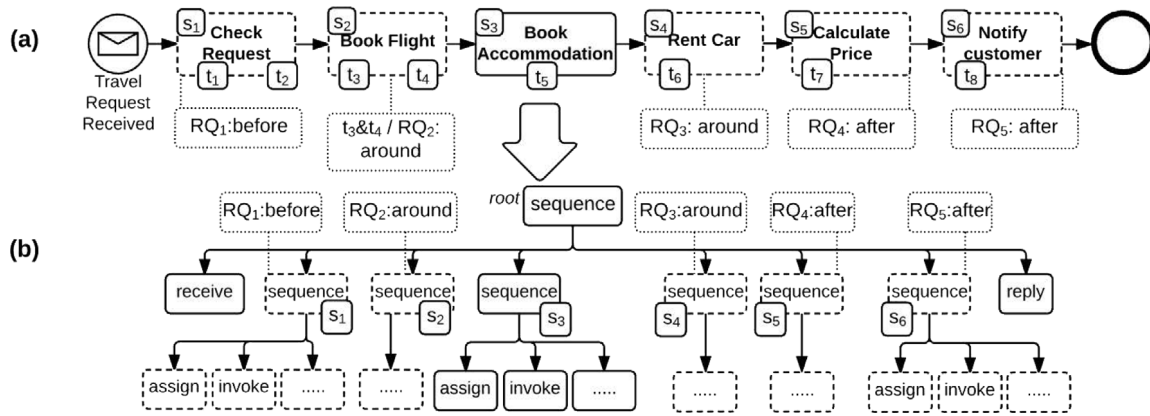 (a)
Travel
Request
Received
s1
Check
Request
t1
t2
RQ1:before
s2
Book Flight
t3
t4
t3&t4 / RQ2:
around
s3
Book
Accommodation
t5
s4
Rent Car
t6
RQ3: around
s5
Calculate
Price
t7
RQ4: after
s6
Notify
customer
t8
RQ5: after
(b)
root
sequence
RQ1:before
RQ2:around
RQ3:around
RQ4:after
RQ5:after
receive
sequence
s1
sequence
s2
sequence
s3
sequence
s4
sequence
s5
sequence
s6
reply
assign
invoke
.....
.....
assign
invoke
.....
.....
.....
assign
invoke
.....